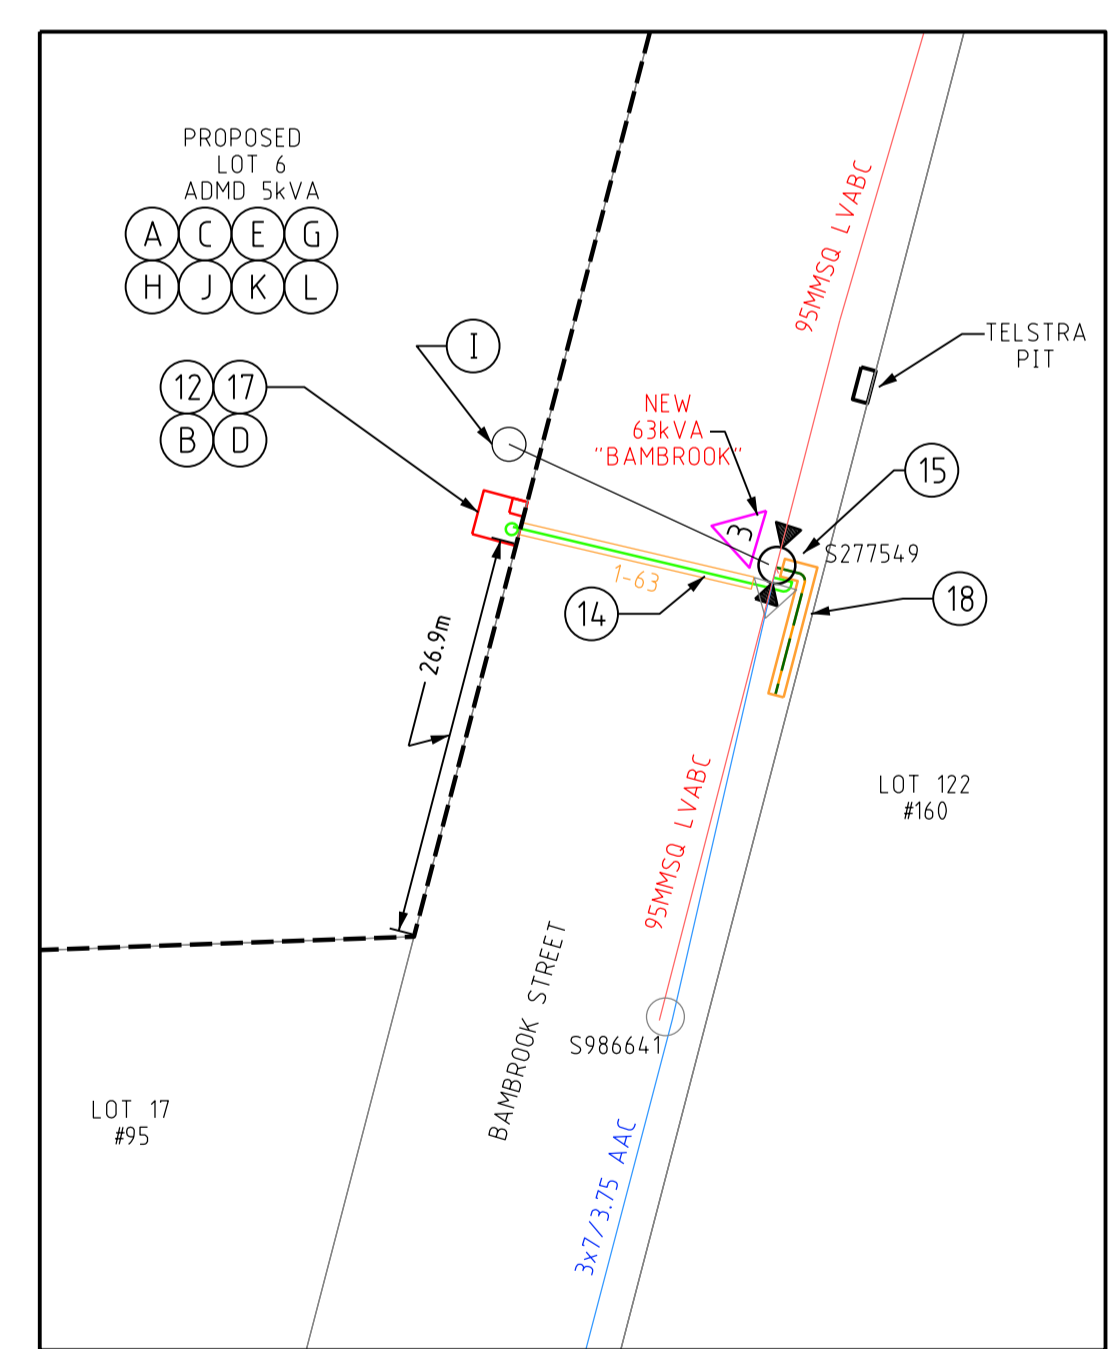 PROPOSED
LOT 6
ADMD 5kVA
A C E G
H J K L
12 17
B D
I
95MMSQ LVABC
TELSTRA
PIT
NEW
63kVA
"BAMBROOK"
3
15
S277549
1-63
14
18
26.9m
95MMSQ LVABC
LOT 122
#160
BAMBROOK STREET
S986641
LOT 17
#95
3x7/3.75 AAC